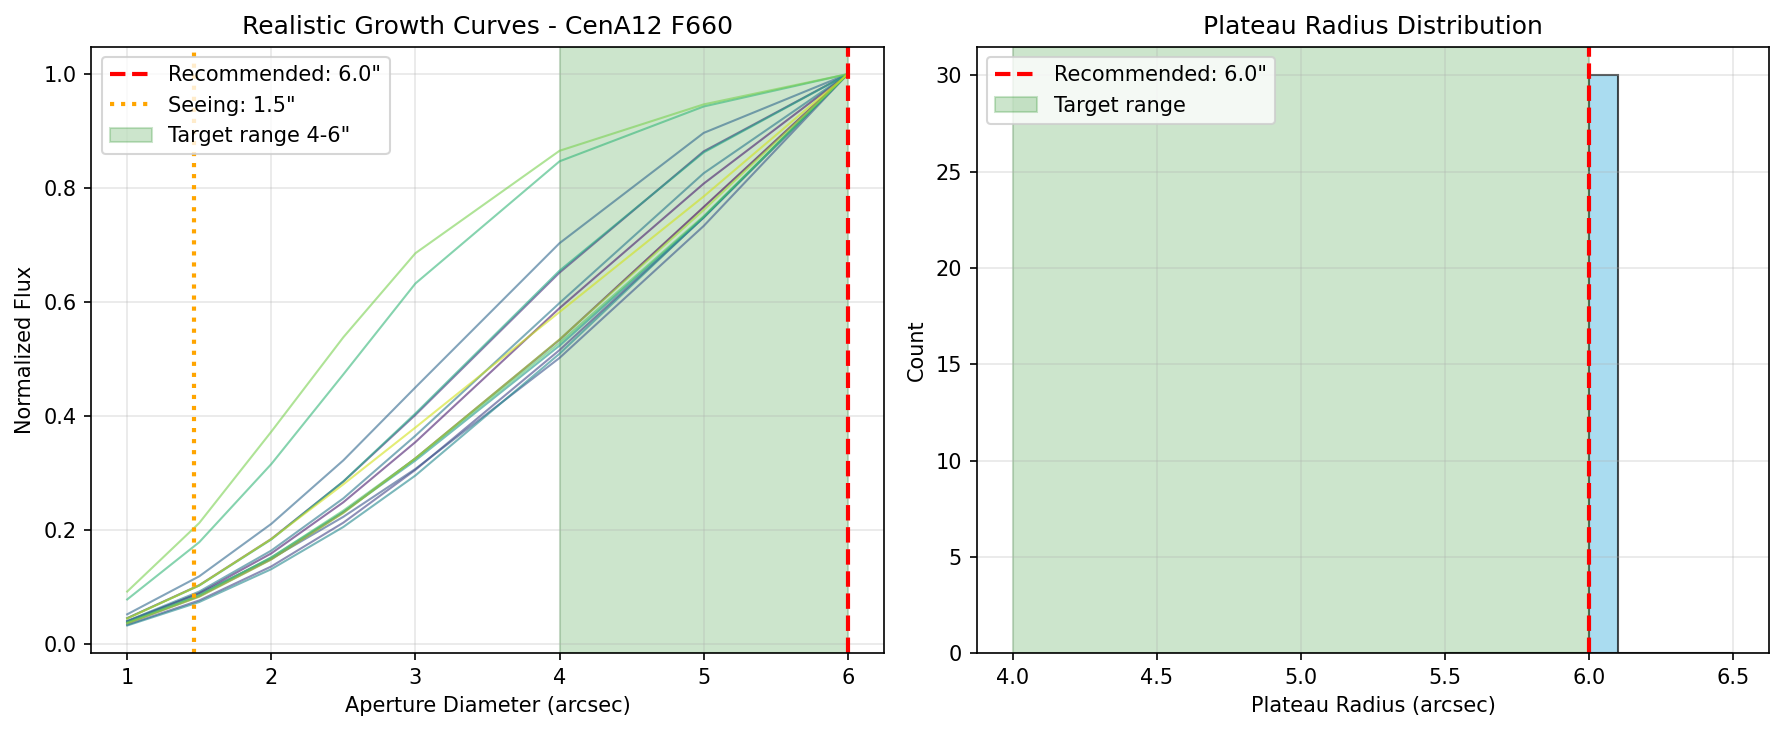 Realistic Growth Curves - CenA12 F660
Recommended: 6.0"
Seeing: 1.5"
Target range 4-6"
Normalized Flux
1.0
0.8
0.6
0.4
0.2
0.0
1 2 3 4 5 6
Aperture Diameter (arcsec)
Plateau Radius Distribution
Recommended: 6.0"
Target range
Count
30
25
20
15
10
5
0
4.0 4.5 5.0 5.5 6.0 6.5
Plateau Radius (arcsec)